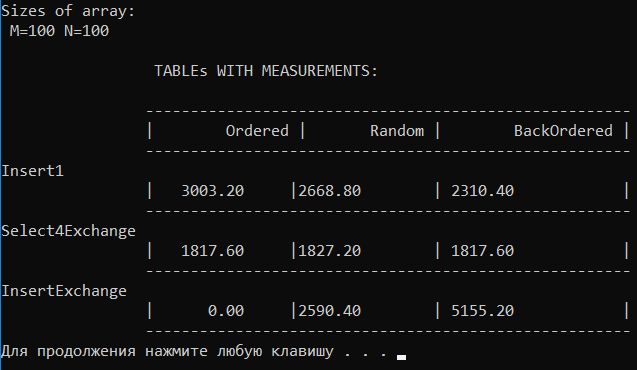 Sizes of array:
M=100 N=100
TABLEs WITH MEASUREMENTS:
------------------------------------------------------
| Ordered | Random | BackOrdered |
------------------------------------------------------
Insert1
| 3003.20 |2668.80 | 2310.40 |
------------------------------------------------------
Select4Exchange
| 1817.60 |1827.20 | 1817.60 |
------------------------------------------------------
InsertExchange
| 0.00 |2590.40 | 5155.20 |
------------------------------------------------------
Для продолжения нажмите любую клавишу . . .